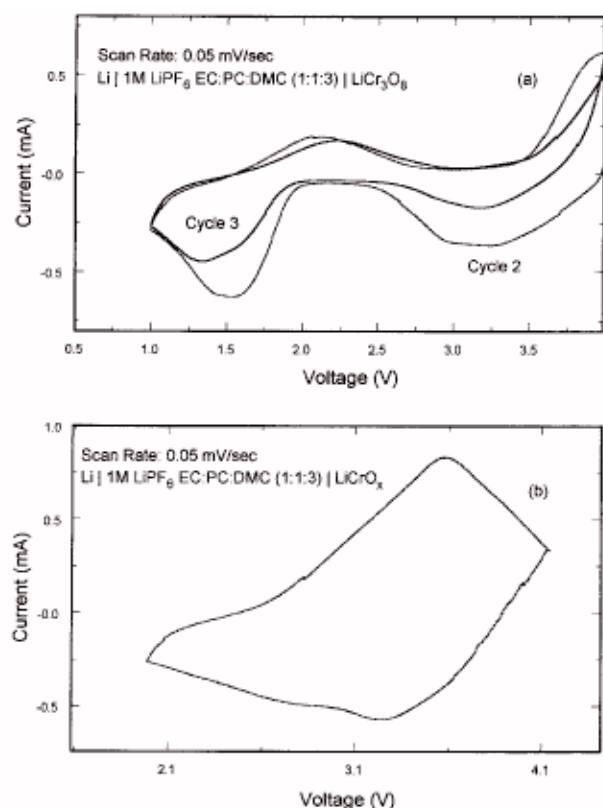 Scan Rate: 0.05 mV/sec
Li | 1M LiPF6 EC:PC:DMC (1:1:3) | LiCr3O8
(a)
0.5
-0.0
-0.5
Current (mA)
Cycle 3
Cycle 2
0.5 1.0 1.5 2.0 2.5 3.0 3.5 4.0
Voltage (V)
1.0
Scan Rate: 0.05 mV/sec
Li | 1M LiPF6 EC:PC:DMC (1:1:3) | LiCrOx
(b)
0.5
-0.0
-0.5
Current (mA)
2.1 3.1 4.1
Voltage (V)